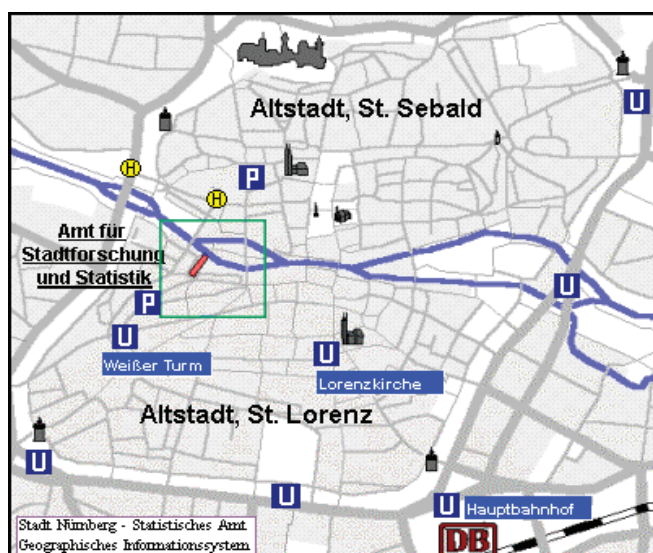 Altstadt, St. Sebald
U
U
H
H
P
Amt für
Stadtforschung
und Statistik
U
P
U
Weißer Turm
U
Lorenzkirche
Altstadt, St. Lorenz
U
U
U
Hauptbahnhof
DB
Stadt Nürnberg - Statistisches Amt
Geographisches Informationssystem